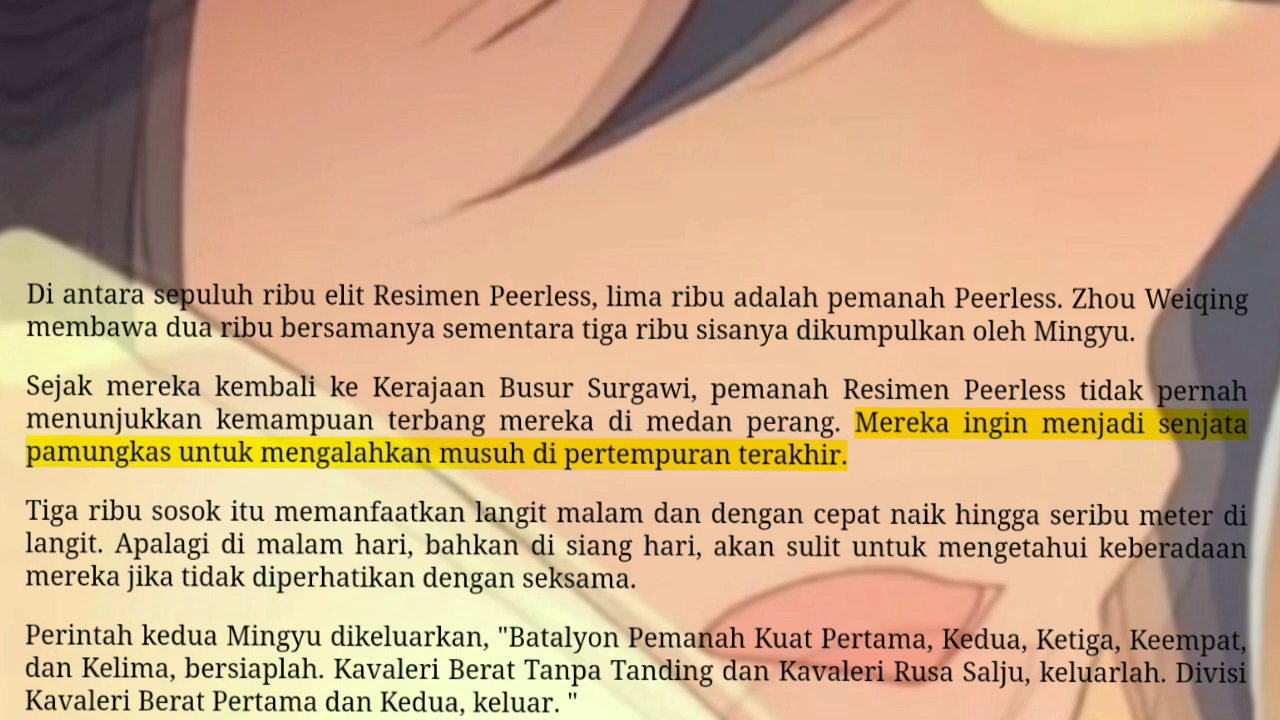 Di antara sepuluh ribu elit Resimen Peerless, lima ribu adalah pemanah Peerless. Zhou Weiqing
membawa dua ribu bersamanya sementara tiga ribu sisanya dikumpulkan oleh Mingyu.
Sejak mereka kembali ke Kerajaan Busur Surgawi, pemanah Resimen Peerless tidak pernah
menunjukkan kemampuan terbang mereka di medan perang. Mereka ingin menjadi senjata
pamungkas untuk mengalahkan musuh di pertempuran terakhir.
Tiga ribu sosok itu memanfaatkan langit malam dan dengan cepat naik hingga seribu meter di
langit. Apalagi di malam hari, bahkan di siang hari, akan sulit untuk mengetahui keberadaan
mereka jika tidak diperhatikan dengan seksama.
Perintah kedua Mingyu dikeluarkan, "Batalyon Pemanah Kuat Pertama, Kedua, Ketiga, Keempat,
dan Kelima, bersiaplah. Kavaleri Berat Tanpa Tanding dan Kavaleri Rusa Salju, keluarlah. Divisi
Kavaleri Berat Pertama dan Kedua, keluar. "